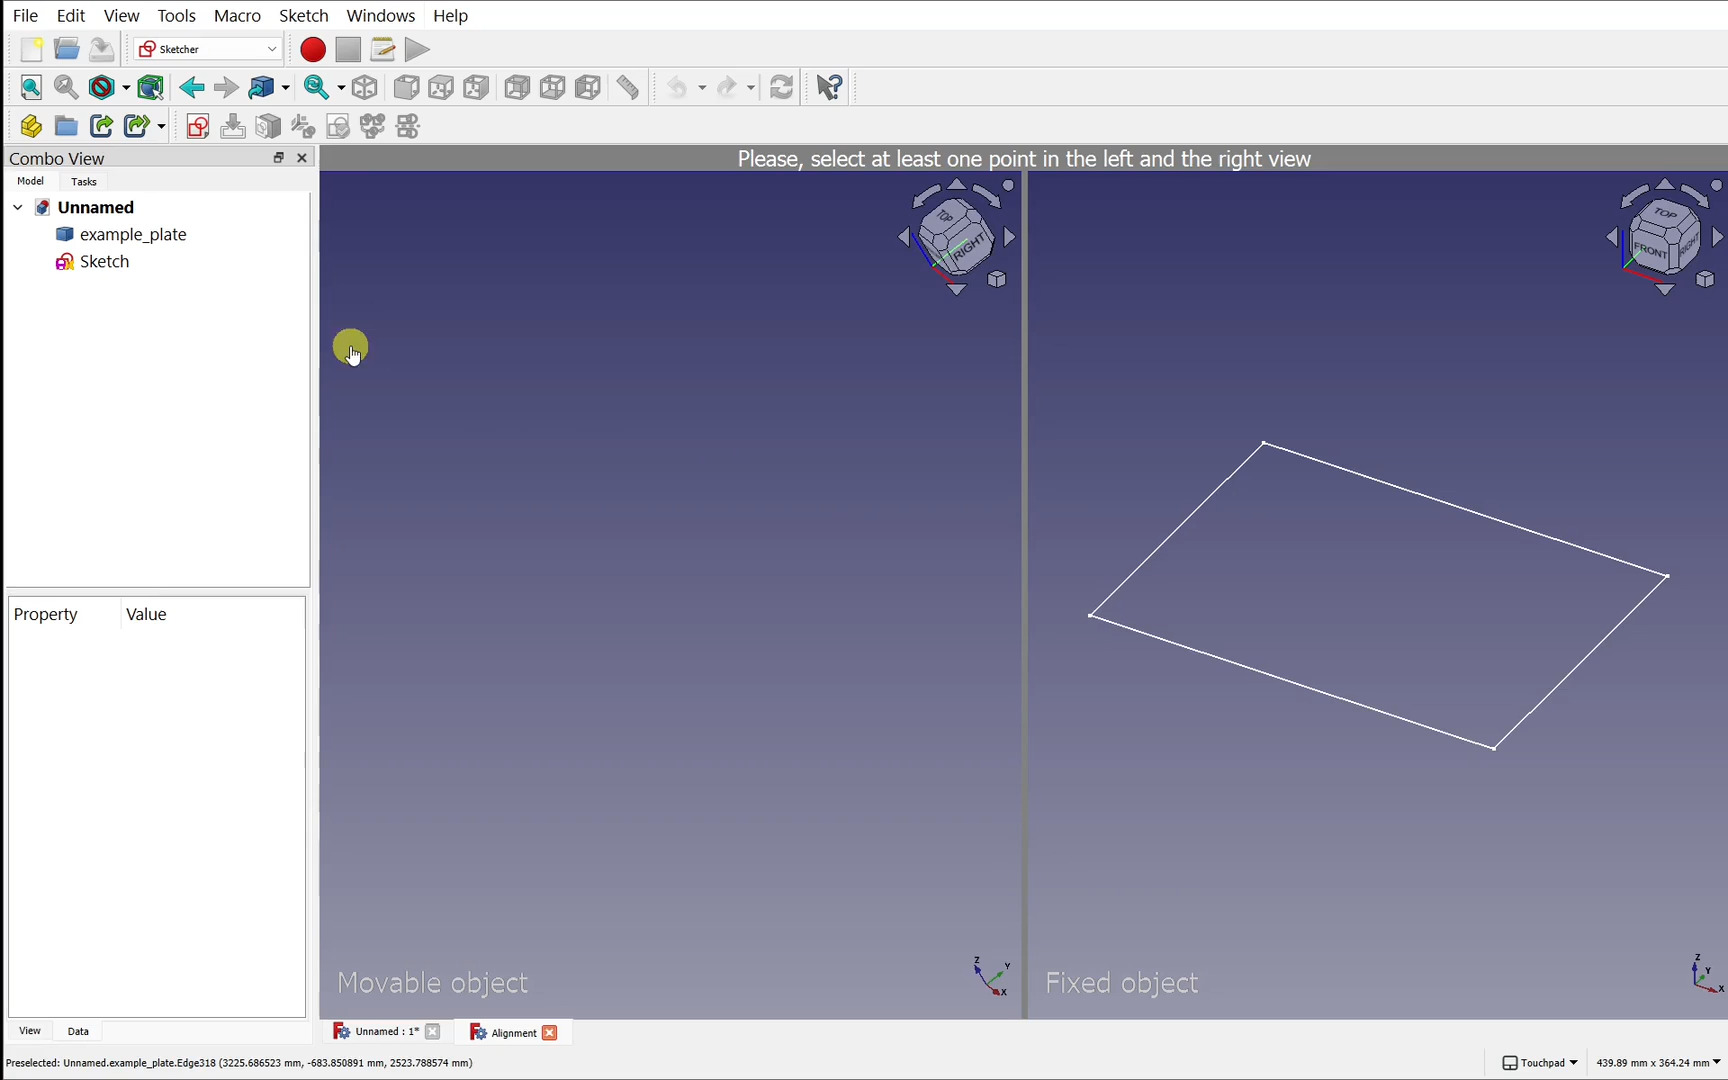 File Edit View Tools Macro Sketch Windows Help
Sketcher
Combo View
Model Tasks
Unnamed
example_plate
Sketch
Property Value
View Data
Please, select at least one point in the left and the right view
TOP
RIGHT
TOP
FRONT RIGHT
Movable object
Z
Y
X
Fixed object
Z
Y
X
Unnamed : 1*
Alignment
Preselected: Unnamed.example_plate.Edge318 (3225.686523 mm, -683.850891 mm, 2523.788574 mm)
Touchpad
439.89 mm x 364.24 mm